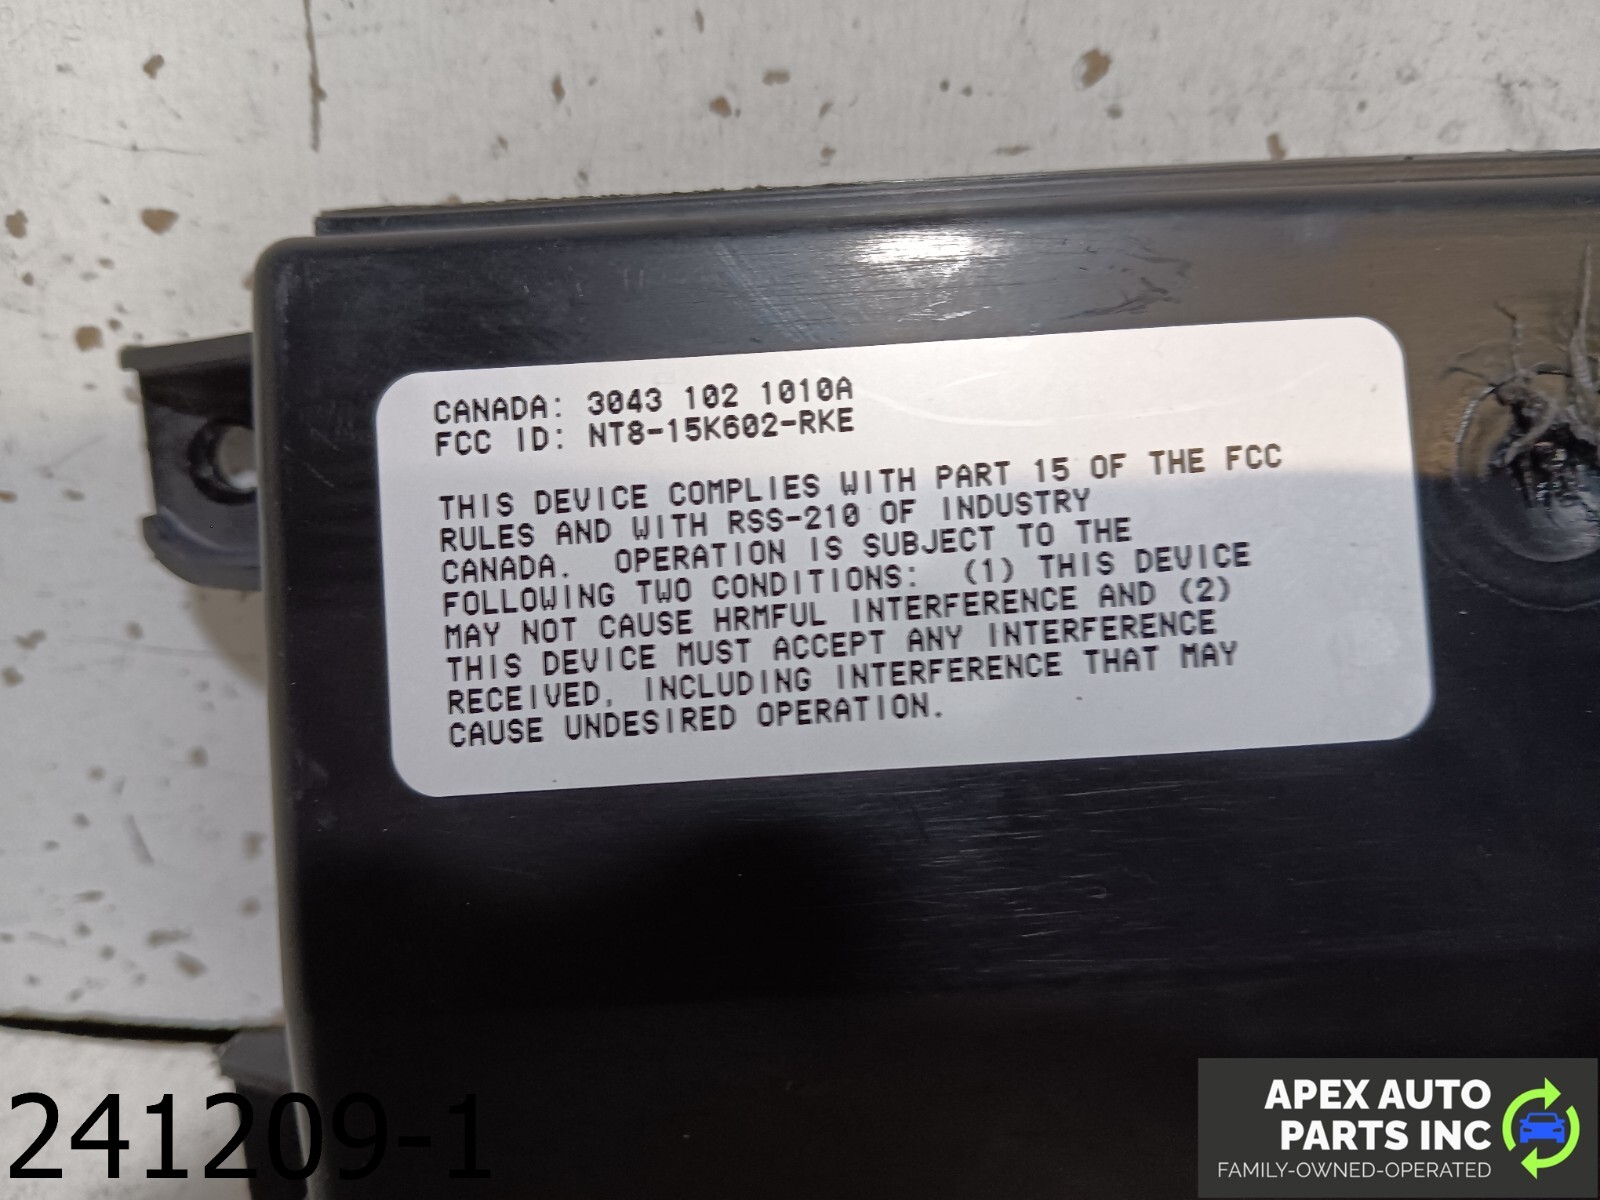 CANADA: 3043 102 1010A
FCC ID: NT8-15K602-RKE
THIS DEVICE COMPLIES WITH PART 15 OF THE FCC
RULES AND WITH RSS-210 OF INDUSTRY
CANADA. OPERATION IS SUBJECT TO THE
FOLLOWING TWO CONDITIONS: (1) THIS DEVICE
MAY NOT CAUSE HRMFUL INTERFERENCE AND (2)
THIS DEVICE MUST ACCEPT ANY INTERFERENCE
RECEIVED, INCLUDING INTERFERENCE THAT MAY
CAUSE UNDESIRED OPERATION.
241209-1
APEX AUTO
PARTS INC
FAMILY-OWNED-OPERATED